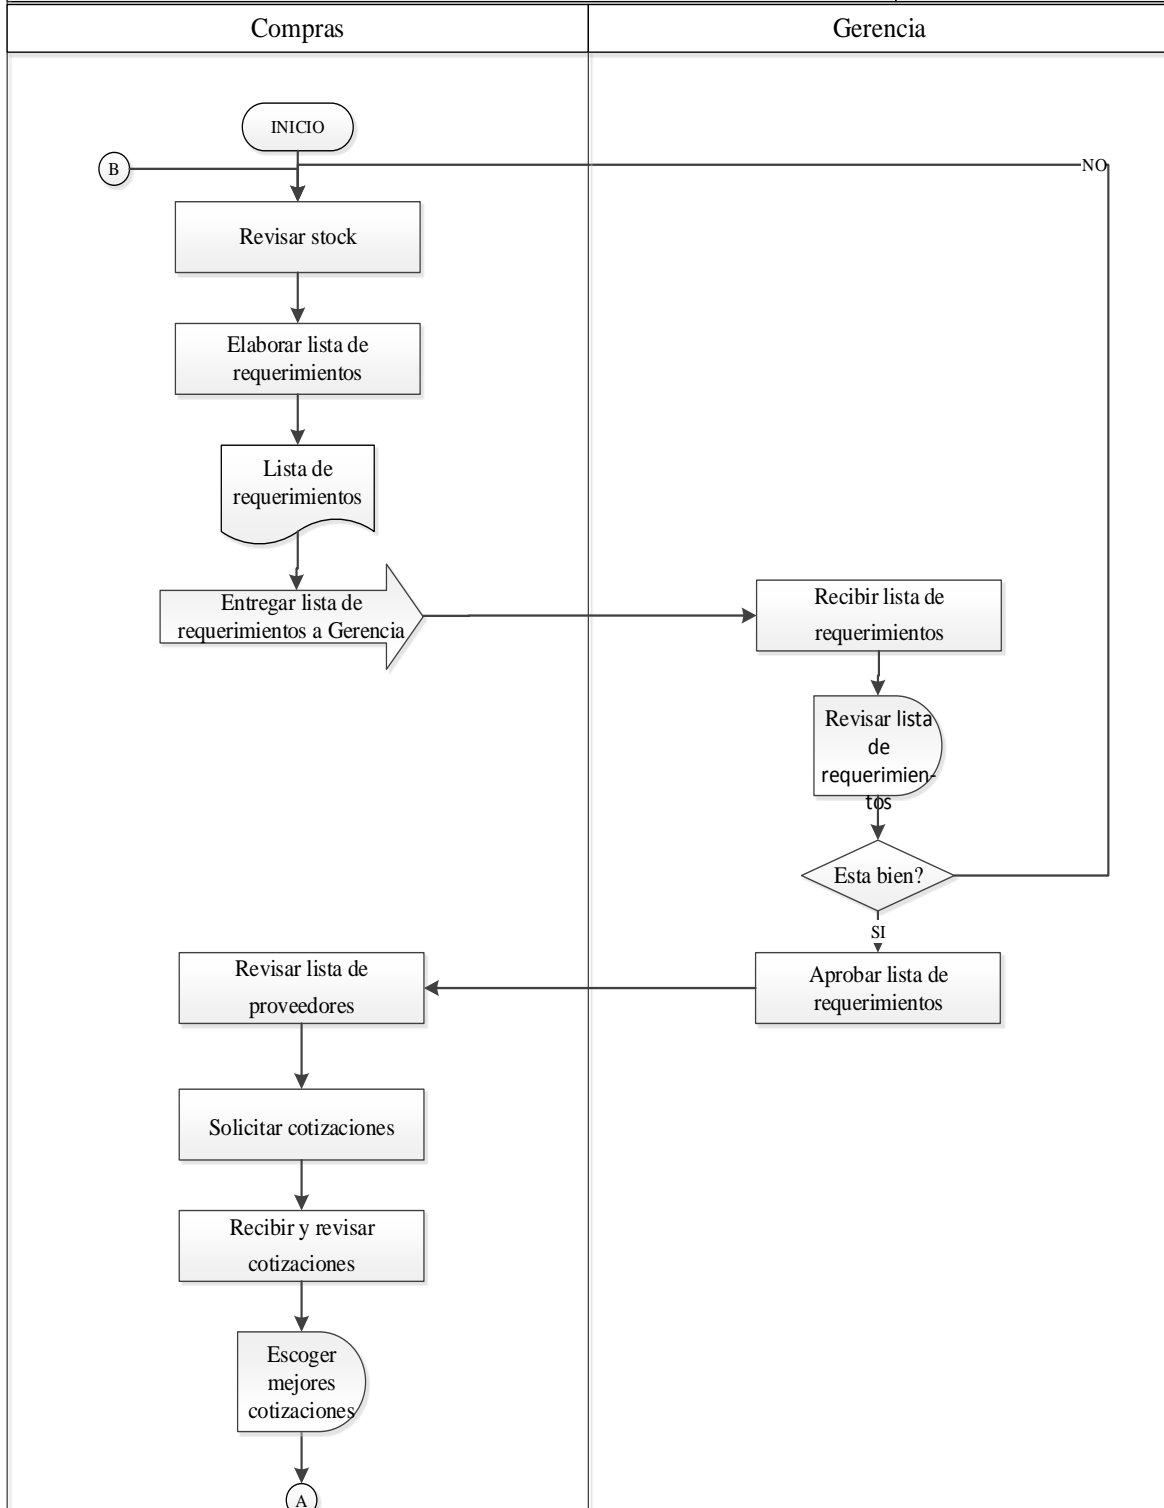 Compras
Gerencia
INICIO
B
NO
Revisar stock
Elaborar lista de
requerimientos
Lista de
requerimientos
Entregar lista de
requerimientos a Gerencia
Recibir lista de
requerimientos
Revisar lista
de
requerimien-
tos
Esta bien?
SI
Aprobar lista de
requerimientos
Revisar lista de
proveedores
Solicitar cotizaciones
Recibir y revisar
cotizaciones
Escoger
mejores
cotizaciones
A